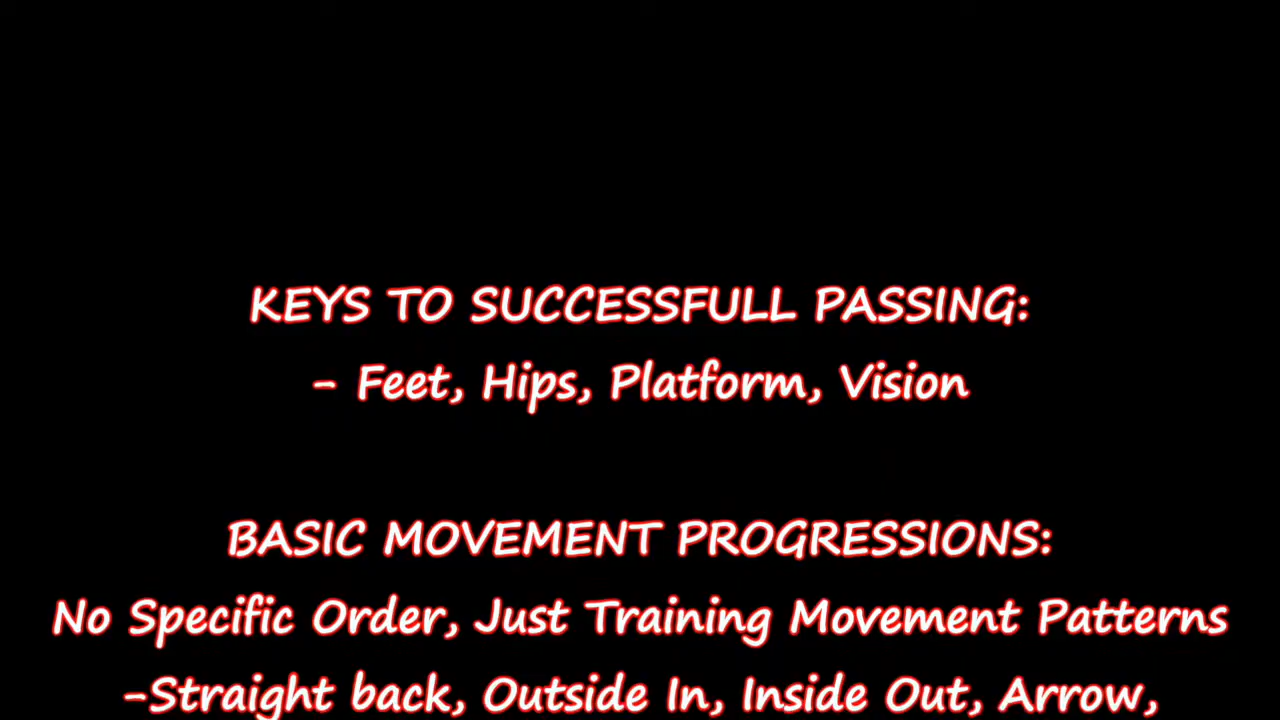 KEYS TO SUCCESSFULL PASSING:
- Feet, Hips, Platform, Vision
BASIC MOVEMENT PROGRESSIONS:
No Specific Order, Just Training Movement Patterns
-Straight back, Outside In, Inside Out, Arrow,